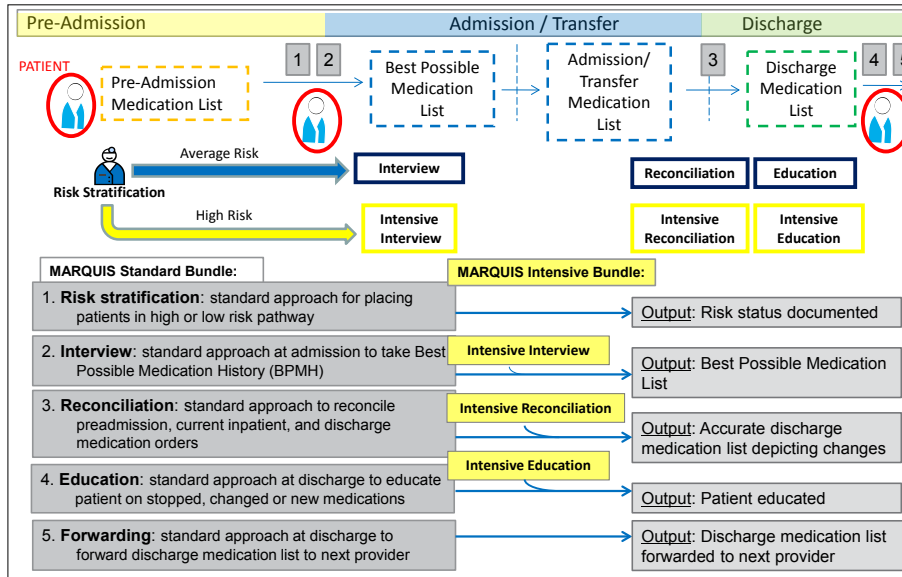 Pre-Admission
Admission / Transfer
Discharge
PATIENT
Pre-Admission
Medication List
1
2
Best Possible
Medication
List
Admission/
Transfer
Medication
List
3
Discharge
Medication
List
4
5
Average Risk
Risk Stratification
High Risk
Interview
Reconciliation
Education
Intensive
Interview
Intensive
Reconciliation
Intensive
Education
MARQUIS Standard Bundle:
MARQUIS Intensive Bundle:
1. Risk stratification: standard approach for placing
patients in high or low risk pathway
Output: Risk status documented
2. Interview: standard approach at admission to take Best
Possible Medication History (BPMH)
Intensive Interview
Output: Best Possible Medication
List
3. Reconciliation: standard approach to reconcile
preadmission, current inpatient, and discharge
medication orders
Intensive Reconciliation
Output: Accurate discharge
medication list depicting changes
4. Education: standard approach at discharge to educate
patient on stopped, changed or new medications
Intensive Education
Output: Patient educated
5. Forwarding: standard approach at discharge to
forward discharge medication list to next provider
Output: Discharge medication list
forwarded to next provider